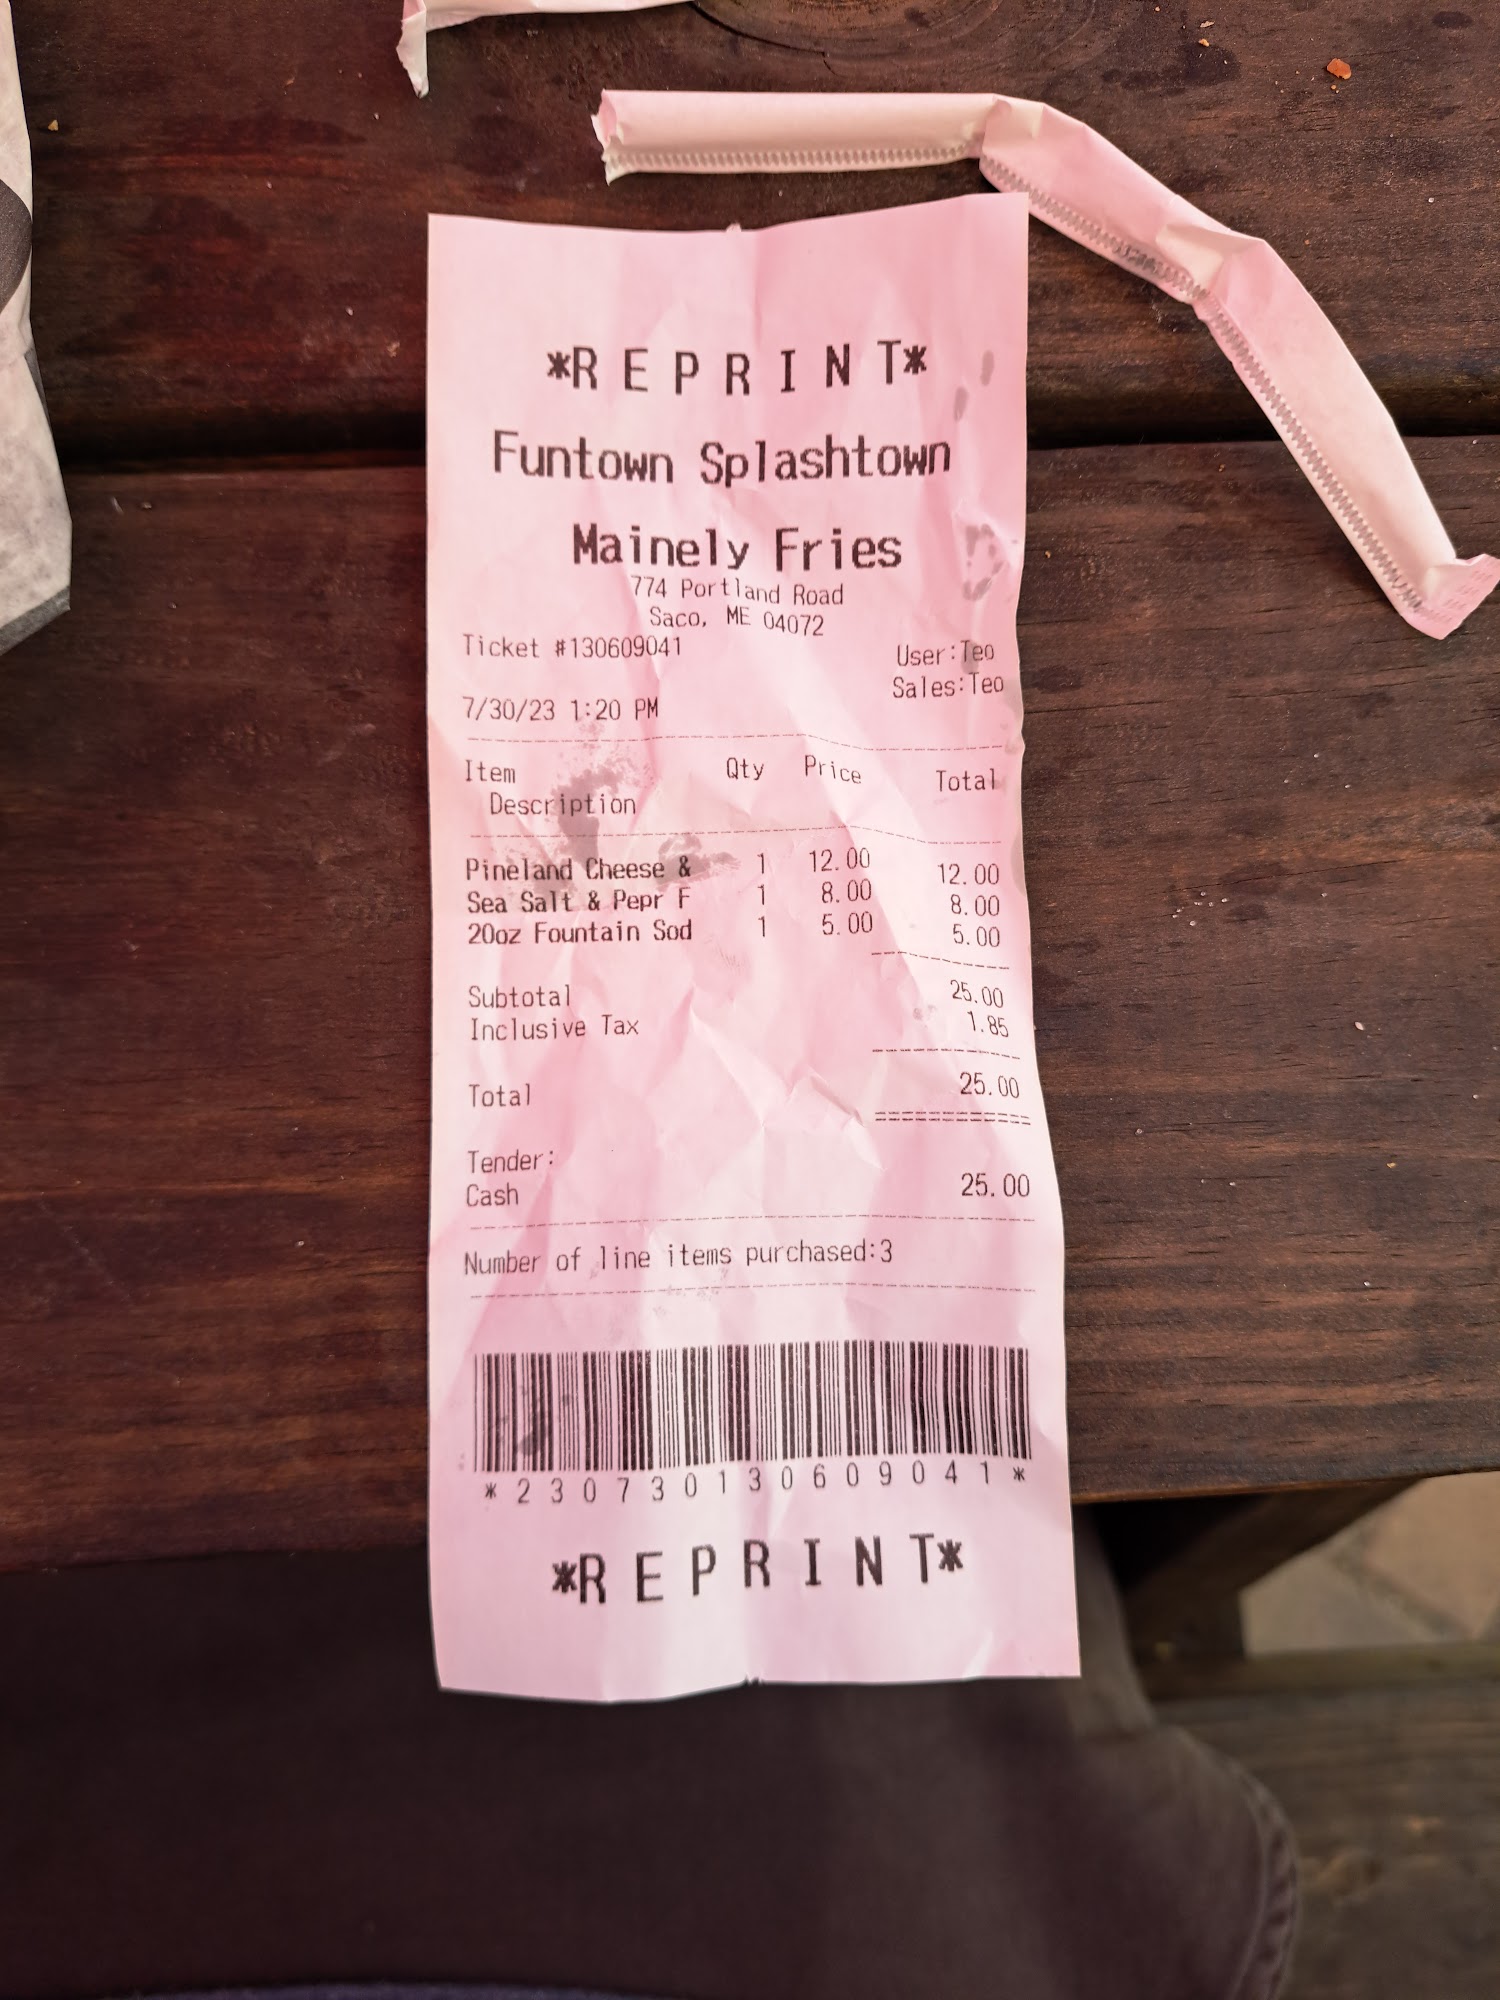 *REPRINT*
Funtown Splashtown
Mainely Fries
774 Portland Road
Saco, ME 04072
Ticket #130609041
User:Teo
Sales:Teo
7/30/23 1:20 PM
Item Qty Price Total
Description
Pineland Cheese & 1 12.00 12.00
Sea Salt & Pepr F 1 8.00 8.00
20oz Fountain Sod 1 5.00 5.00
Subtotal 25.00
Inclusive Tax 1.85
Total 25.00
Tender:
Cash 25.00
Number of line items purchased:3
*230730130609041*
*REPRINT*